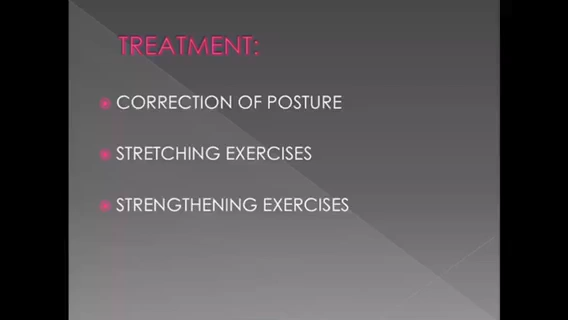 TREATMENT:
CORRECTION OF POSTURE
STRETCHING EXERCISES
STRENGTHENING EXERCISES